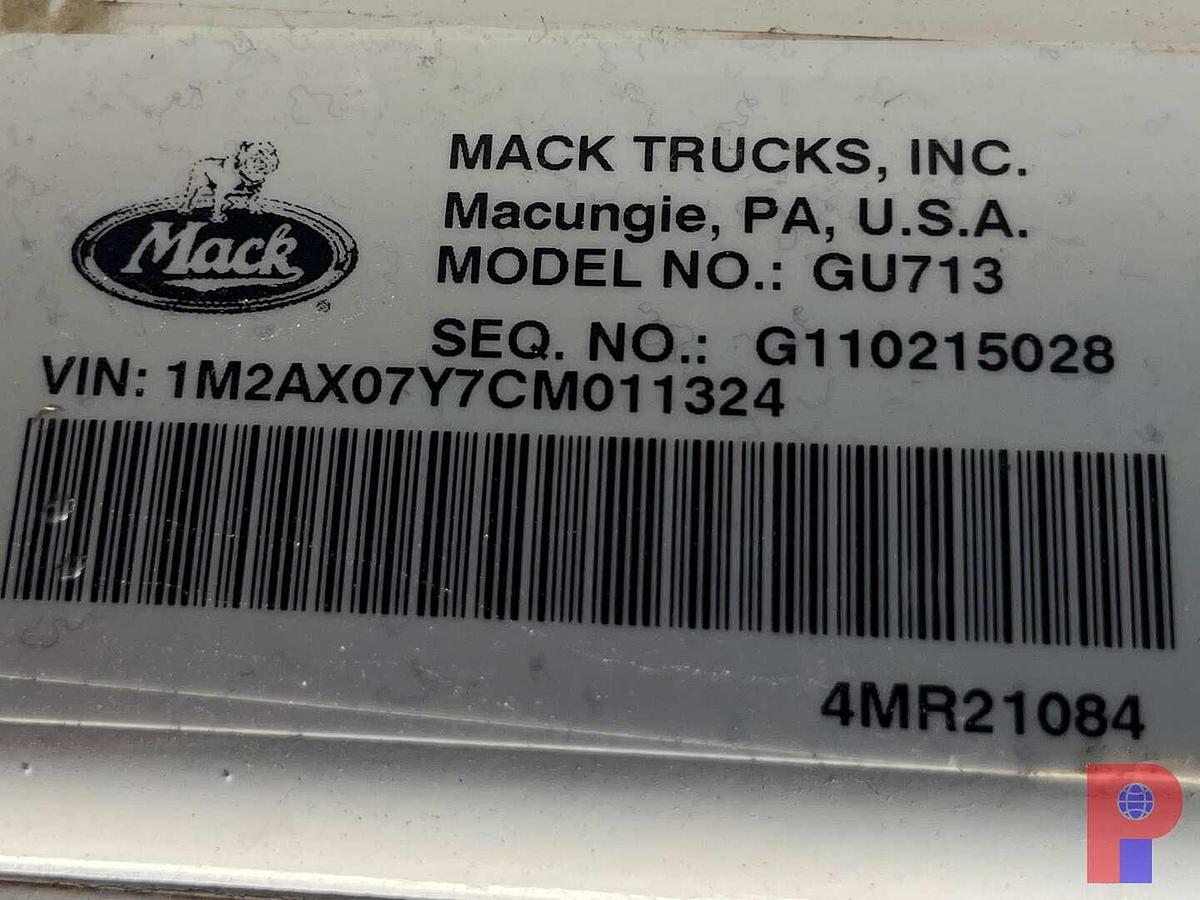 MACK TRUCKS, INC.
Macungie, PA, U.S.A.
Mack
®
MODEL NO.: GU713
SEQ. NO.: G110215028
VIN: 1M2AX07Y7CM011324
4MR21084
P